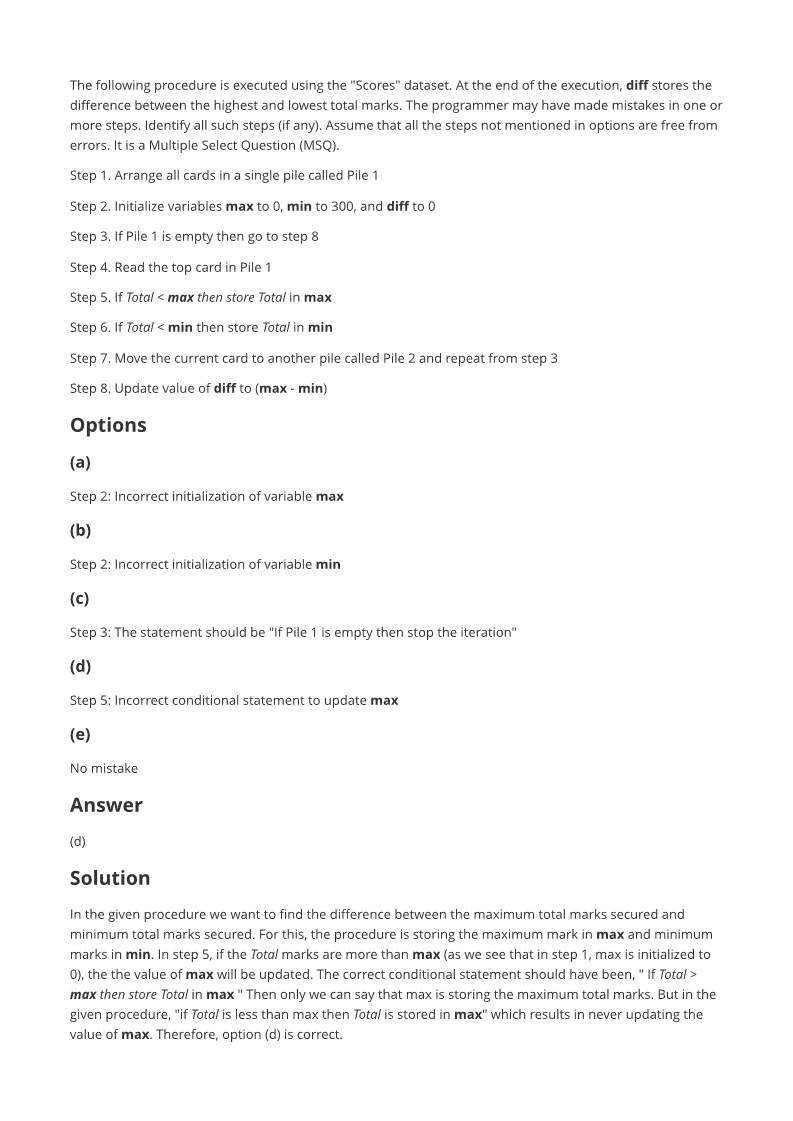 The following procedure is executed using the "Scores" dataset. At the end of the execution, diff stores the
difference between the highest and lowest total marks. The programmer may have made mistakes in one or
more steps. Identify all such steps (if any). Assume that all the steps not mentioned in options are free from
errors. It is a Multiple Select Question (MSQ).
Step 1. Arrange all cards in a single pile called Pile 1
Step 2. Initialize variables max to 0, min to 300, and diff to 0
Step 3. If Pile 1 is empty then go to step 8
Step 4. Read the top card in Pile 1
Step 5. If Total < max then store Total in max
Step 6. If Total < min then store Total in min
Step 7. Move the current card to another pile called Pile 2 and repeat from step 3
Step 8. Update value of diff to (max - min)
Options
(a)
Step 2: Incorrect initialization of variable max
(b)
Step 2: Incorrect initialization of variable min
(c)
Step 3: The statement should be "If Pile 1 is empty then stop the iteration"
(d)
Step 5: Incorrect conditional statement to update max
(e)
No mistake
Answer
(d)
Solution
In the given procedure we want to find the difference between the maximum total marks secured and
minimum total marks secured. For this, the procedure is storing the maximum mark in max and minimum
marks in min. In step 5, if the Total marks are more than max (as we see that in step 1, max is initialized to
0), the the value of max will be updated. The correct conditional statement should have been, " If Total >
max then store Total in max " Then only we can say that max is storing the maximum total marks. But in the
given procedure, "if Total is less than max then Total is stored in max" which results in never updating the
value of max. Therefore, option (d) is correct.